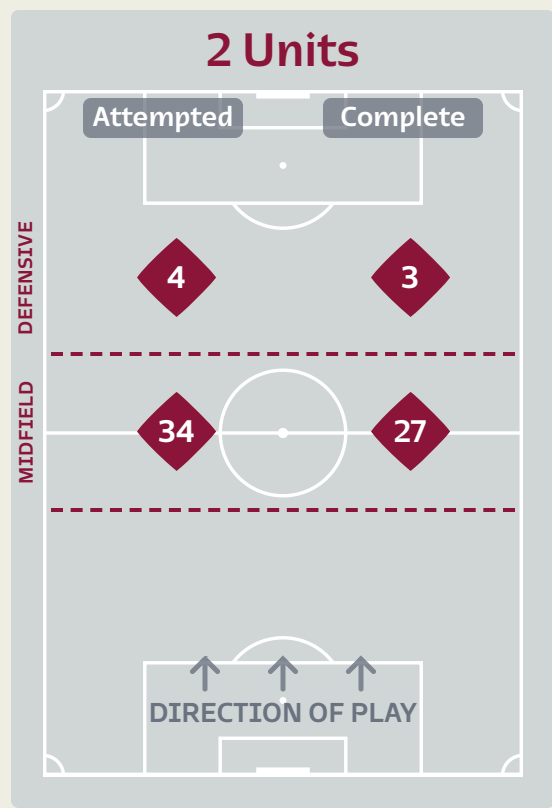 2 Units
Attempted Complete
DEFENSIVE
4 3
MIDFIELD
34 27
DIRECTION OF PLAY